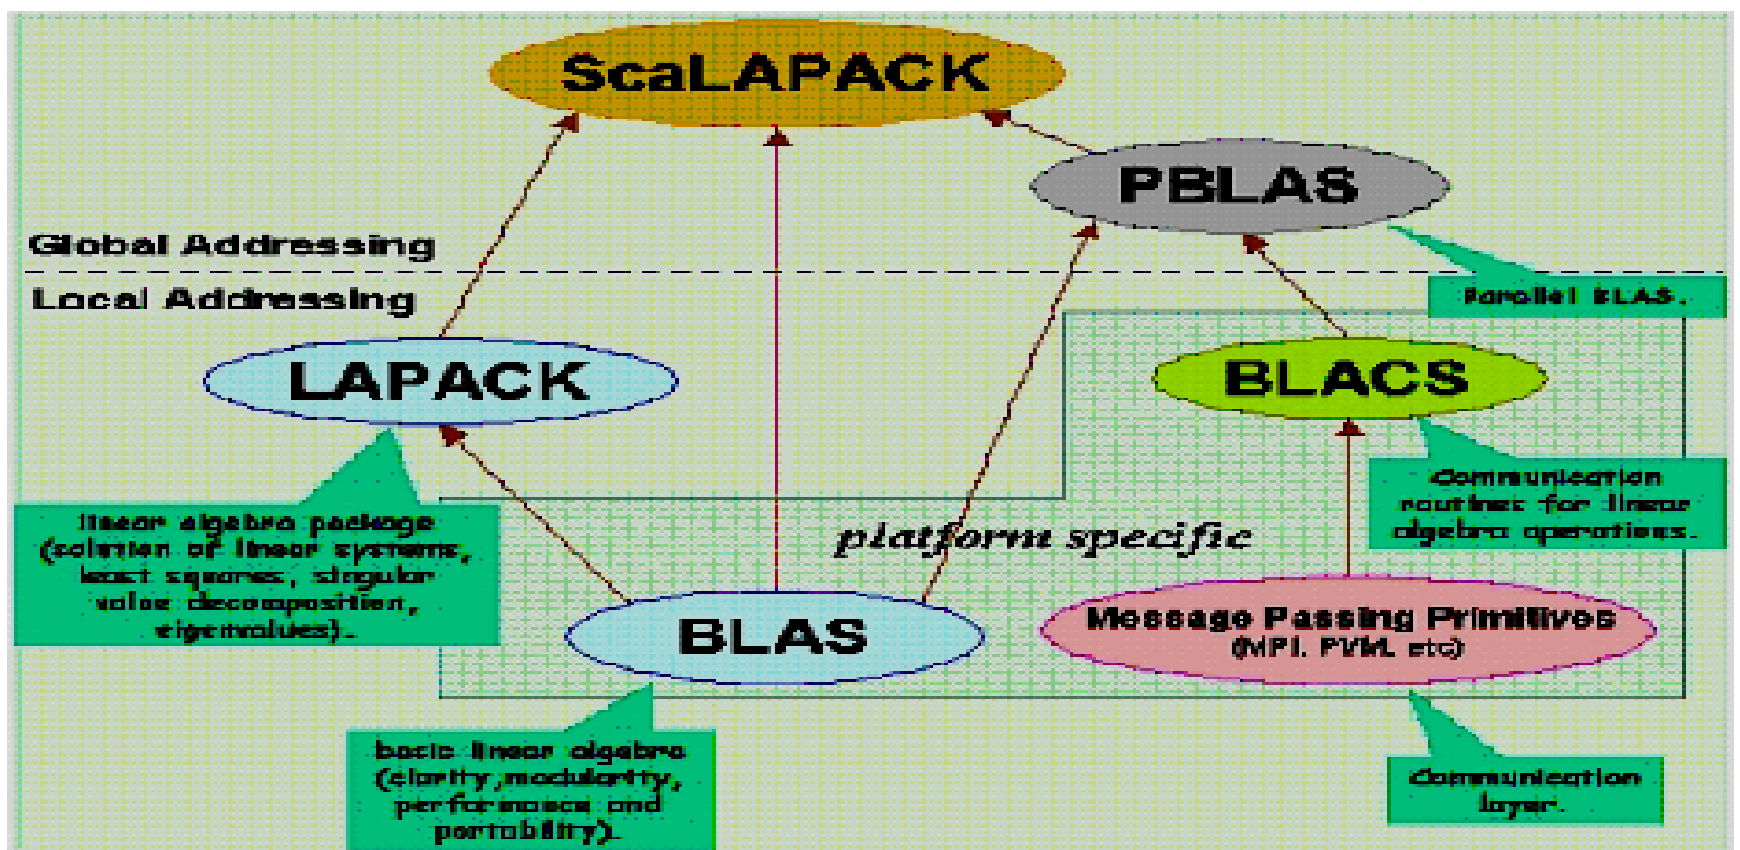 ScaLAPACK
PBLAS
Global Addressing
Local Addressing
Parallel BLAS.
LAPACK
BLACS
linear algebra package
(solution of linear systems,
least squares, singular
value decomposition,
eigenvalues).
Communication
routines for linear
algebra operations.
platform specific
BLAS
Message Passing Primitives
(MPI, PVM, etc)
basic linear algebra
(clarity,modularity,
performance and
portability).
Communication
layer.